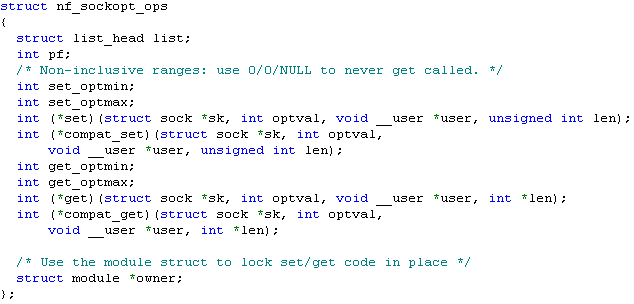 struct nf_sockopt_ops
{
  struct list_head list;
  int pf;
  /* Non-inclusive ranges: use 0/0/NULL to never get called. */
  int set_optmin;
  int set_optmax;
  int (*set)(struct sock *sk, int optval, void __user *user, unsigned int len);
  int (*compat_set)(struct sock *sk, int optval,
      void __user *user, unsigned int len);
  int get_optmin;
  int get_optmax;
  int (*get)(struct sock *sk, int optval, void __user *user, int *len);
  int (*compat_get)(struct sock *sk, int optval,
      void __user *user, int *len);

  /* Use the module struct to lock set/get code in place */
  struct module *owner;
};